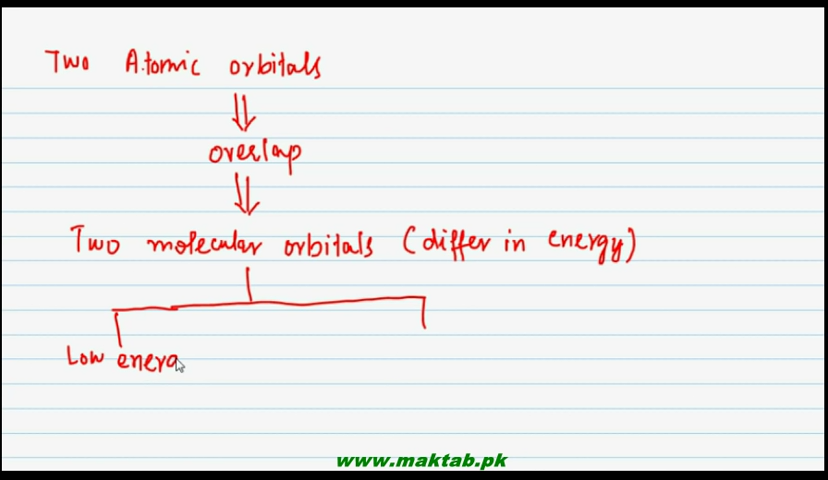 Two Atomic orbitals
overlap
Two molecular orbitals (differ in energy)
Low energ
www.maktab.pk